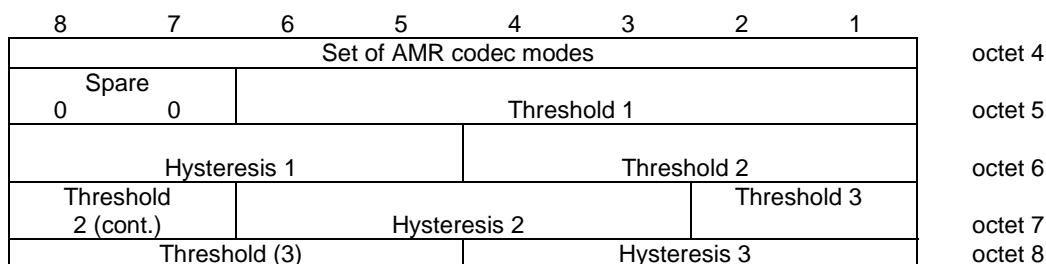 8 7 6 5 4 3 2 1
Set of AMR codec modes octet 4
Spare
0 0 Threshold 1 octet 5
Hysteresis 1 Threshold 2 octet 6
Threshold Threshold 3
2 (cont.) Hysteresis 2 octet 7
Threshold (3) Hysteresis 3 octet 8